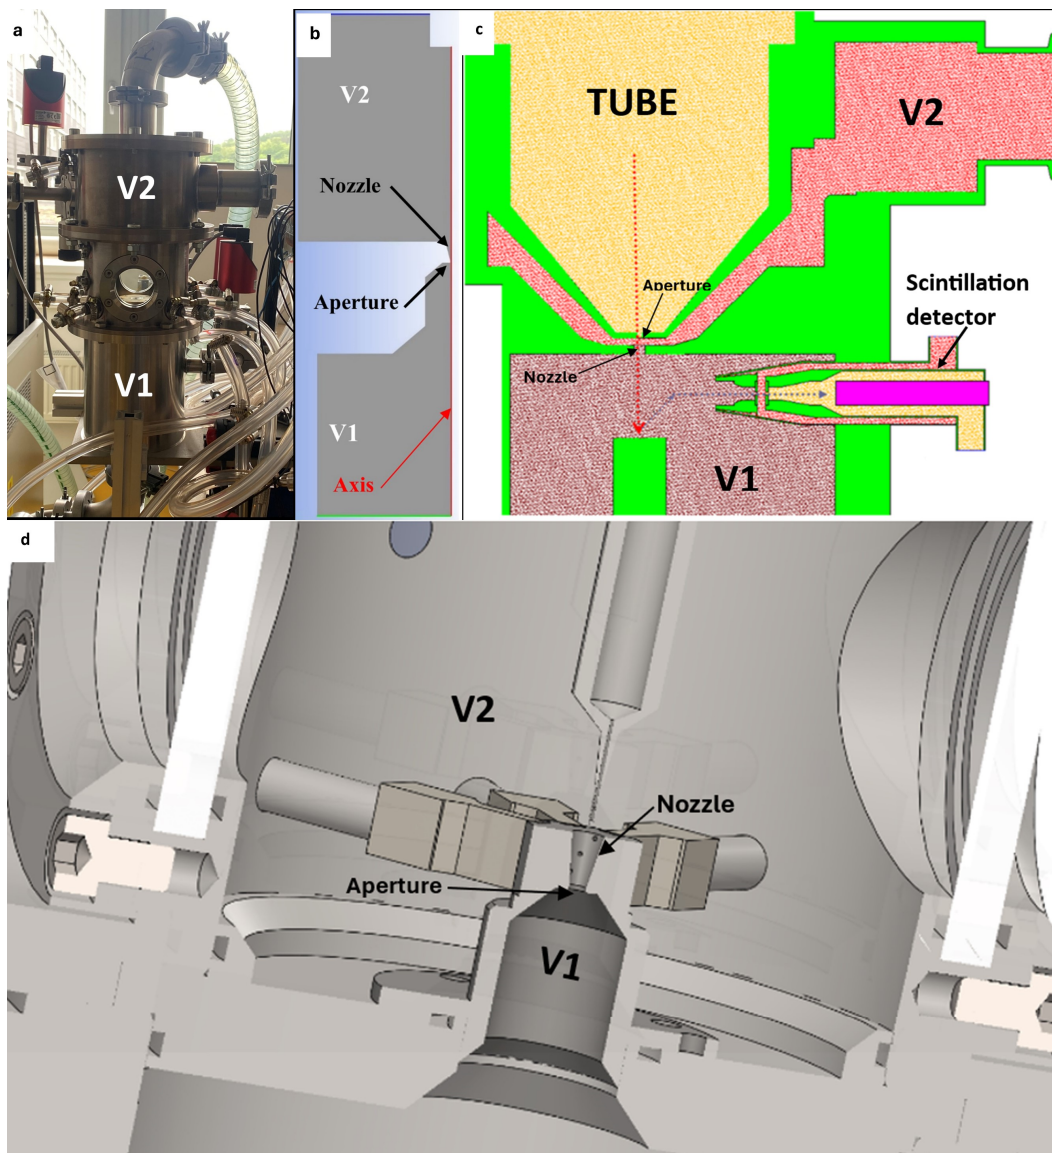 a
V2
V1
b
V2
Nozzle
Aperture
V1
Axis
c
TUBE
V2
Aperture
Nozzle
Scintillation
detector
V1
d
V2
Nozzle
Aperture
V1